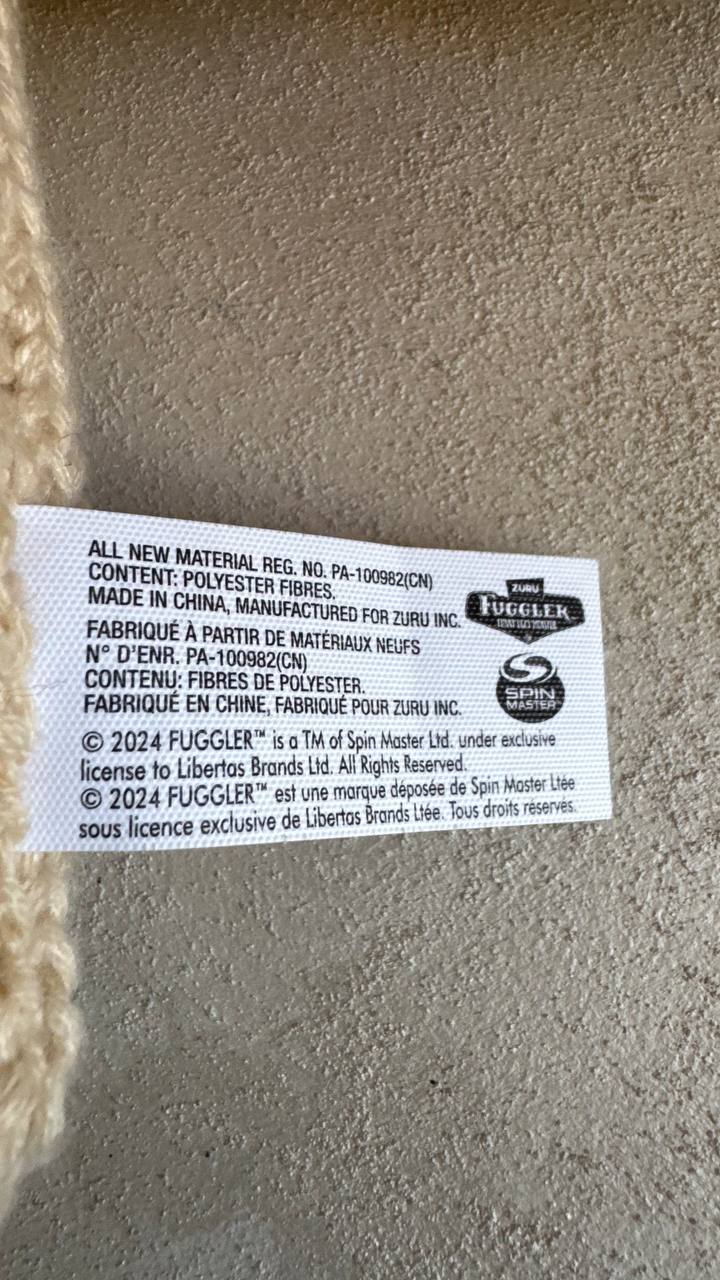 ALL NEW MATERIAL REG. NO. PA-100982(CN)
CONTENT: POLYESTER FIBRES.
MADE IN CHINA, MANUFACTURED FOR ZURU INC.
FABRIQUÉ À PARTIR DE MATÉRIAUX NEUFS
N° D'ENR. PA-100982(CN)
CONTENU: FIBRES DE POLYESTER.
FABRIQUÉ EN CHINE, FABRIQUÉ POUR ZURU INC.
© 2024 FUGGLER™ is a TM of Spin Master Ltd. under exclusive
license to Libertas Brands Ltd. All Rights Reserved.
© 2024 FUGGLER™ est une marque déposée de Spin Master Ltée
sous licence exclusive de Libertas Brands Ltée. Tous droits réservés.
ZURU
FUGGLER
SPIN
MASTER